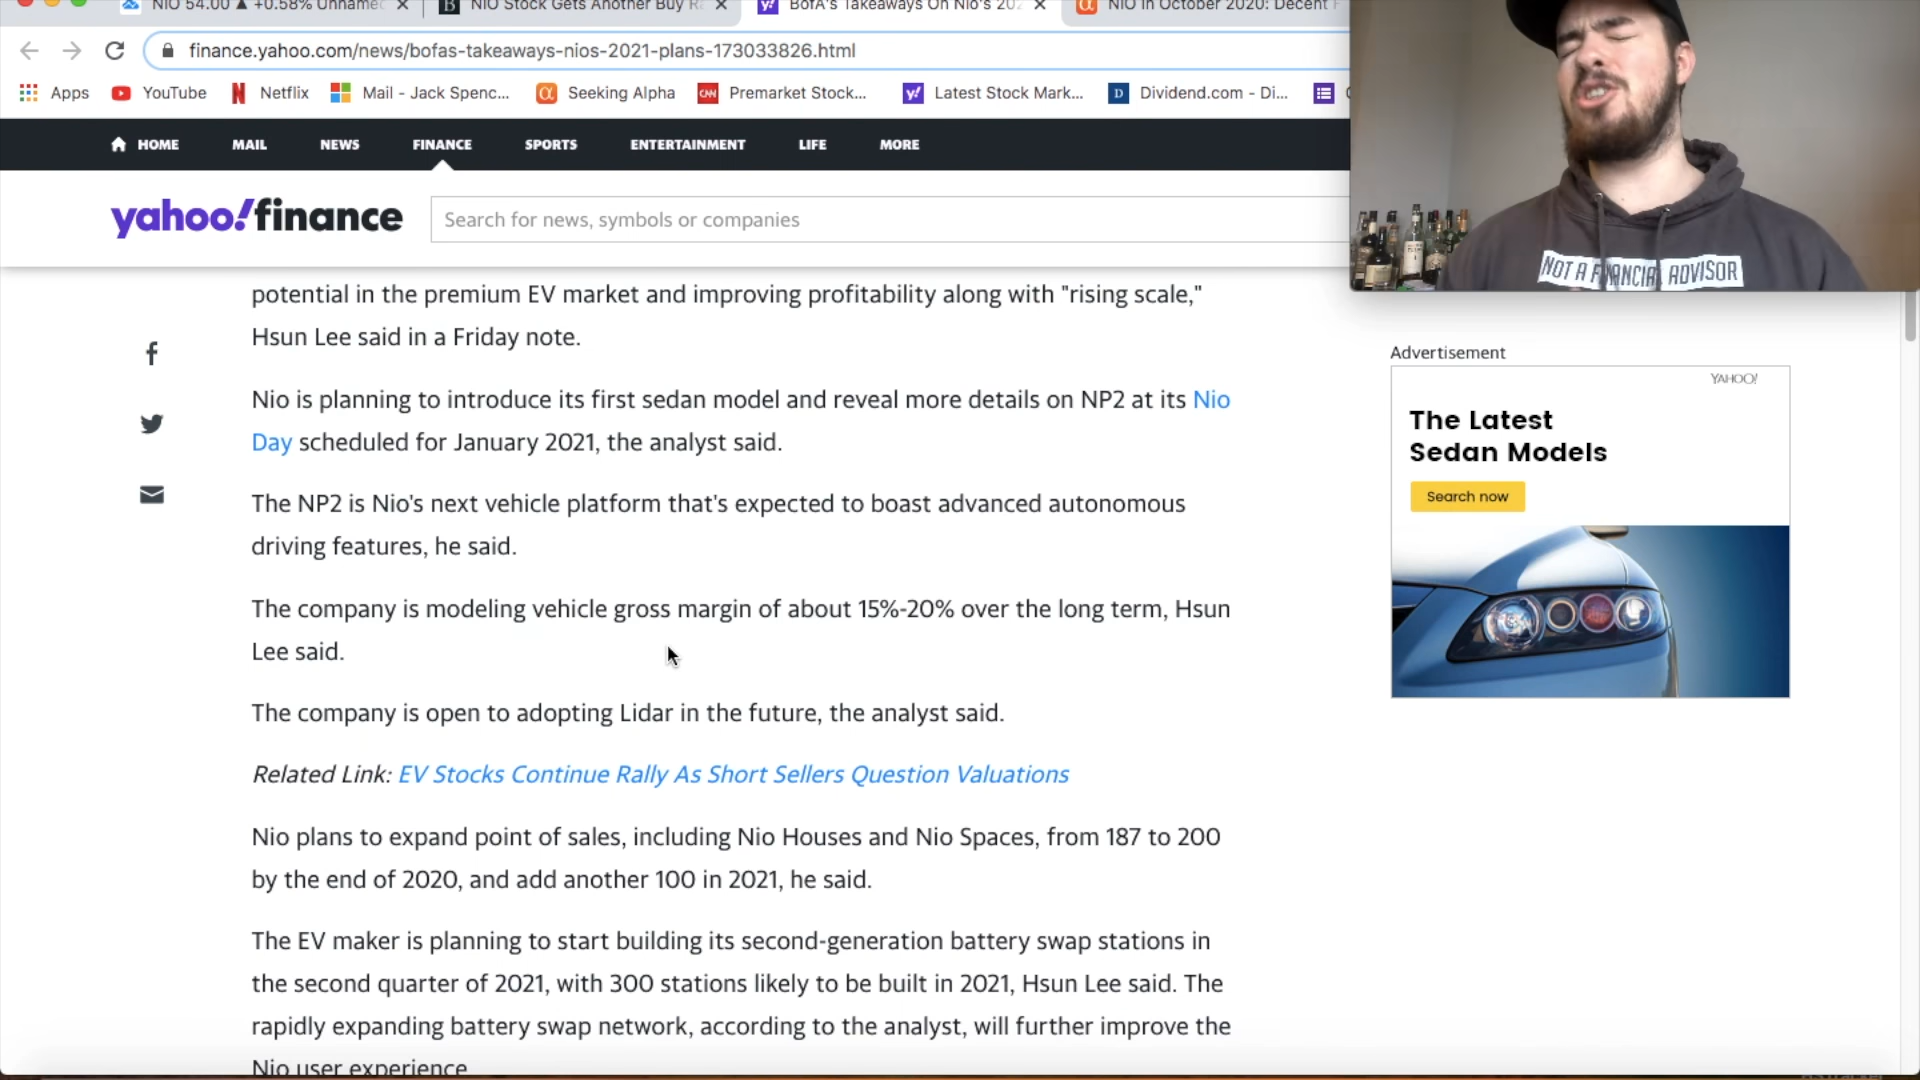 NIO 54.00 ▲ +0.58% Unnamed
NIO Stock Gets Another Buy Ra
BofA's Takeaways On Nio's 202
NIO in October 2020: Decent
finance.yahoo.com/news/bofas-takeaways-nios-2021-plans-173033826.html
Apps YouTube Netflix Mail - Jack Spenc... Seeking Alpha CNN Premarket Stock... y! Latest Stock Mark... D Dividend.com - Di...
HOME MAIL NEWS FINANCE SPORTS ENTERTAINMENT LIFE MORE
yahoo!finance
Search for news, symbols or companies
NOT A FINANCIAL ADVISOR
potential in the premium EV market and improving profitability along with "rising scale,"
Hsun Lee said in a Friday note.
Nio is planning to introduce its first sedan model and reveal more details on NP2 at its Nio
Day scheduled for January 2021, the analyst said.
The NP2 is Nio's next vehicle platform that's expected to boast advanced autonomous
driving features, he said.
The company is modeling vehicle gross margin of about 15%-20% over the long term, Hsun
Lee said.
The company is open to adopting Lidar in the future, the analyst said.
Related Link: EV Stocks Continue Rally As Short Sellers Question Valuations
Nio plans to expand point of sales, including Nio Houses and Nio Spaces, from 187 to 200
by the end of 2020, and add another 100 in 2021, he said.
The EV maker is planning to start building its second-generation battery swap stations in
the second quarter of 2021, with 300 stations likely to be built in 2021, Hsun Lee said. The
rapidly expanding battery swap network, according to the analyst, will further improve the
Nio user experience
Advertisement
YAHOO!
The Latest
Sedan Models
Search now